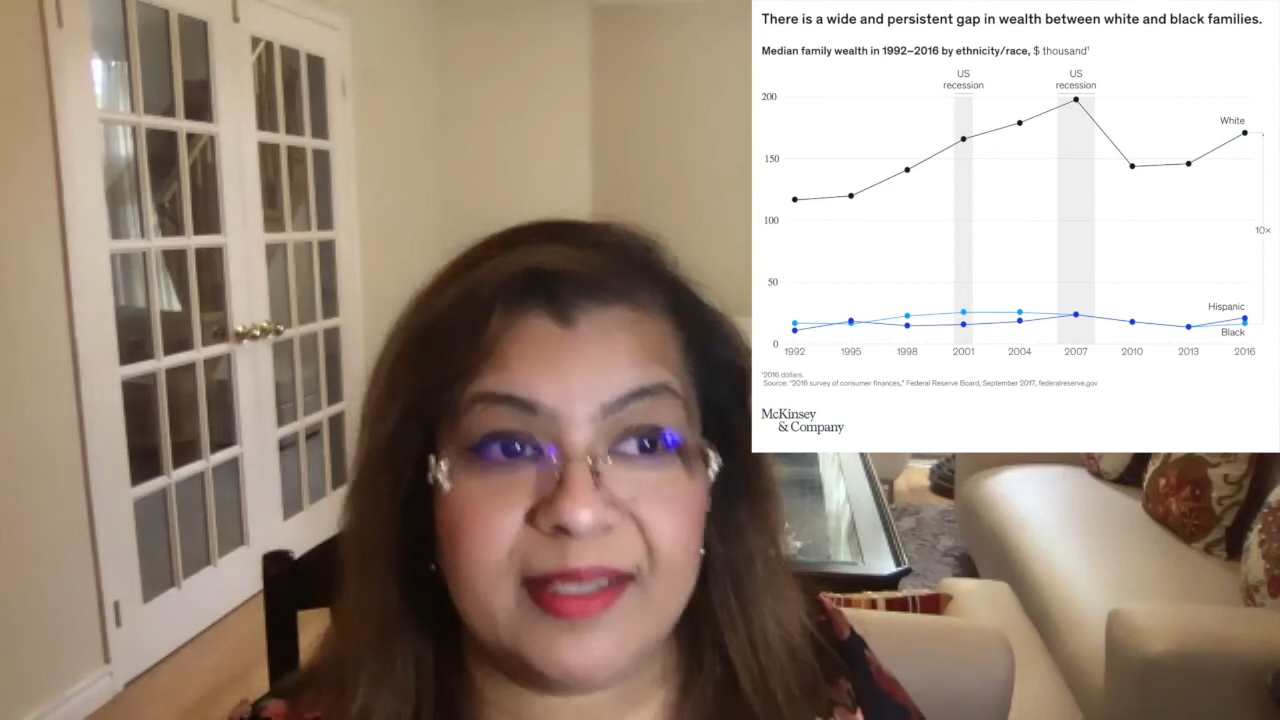 There is a wide and persistent gap in wealth between white and black families.
Median family wealth in 1992–2016 by ethnicity/race, $ thousand¹
US recession
US recession
200
White
150
100
10×
50
Hispanic
Black
0
1992 1995 1998 2001 2004 2007 2010 2013 2016
¹2016 dollars.
Source: "2016 survey of consumer finances," Federal Reserve Board, September 2017, federalreserve.gov
McKinsey
& Company